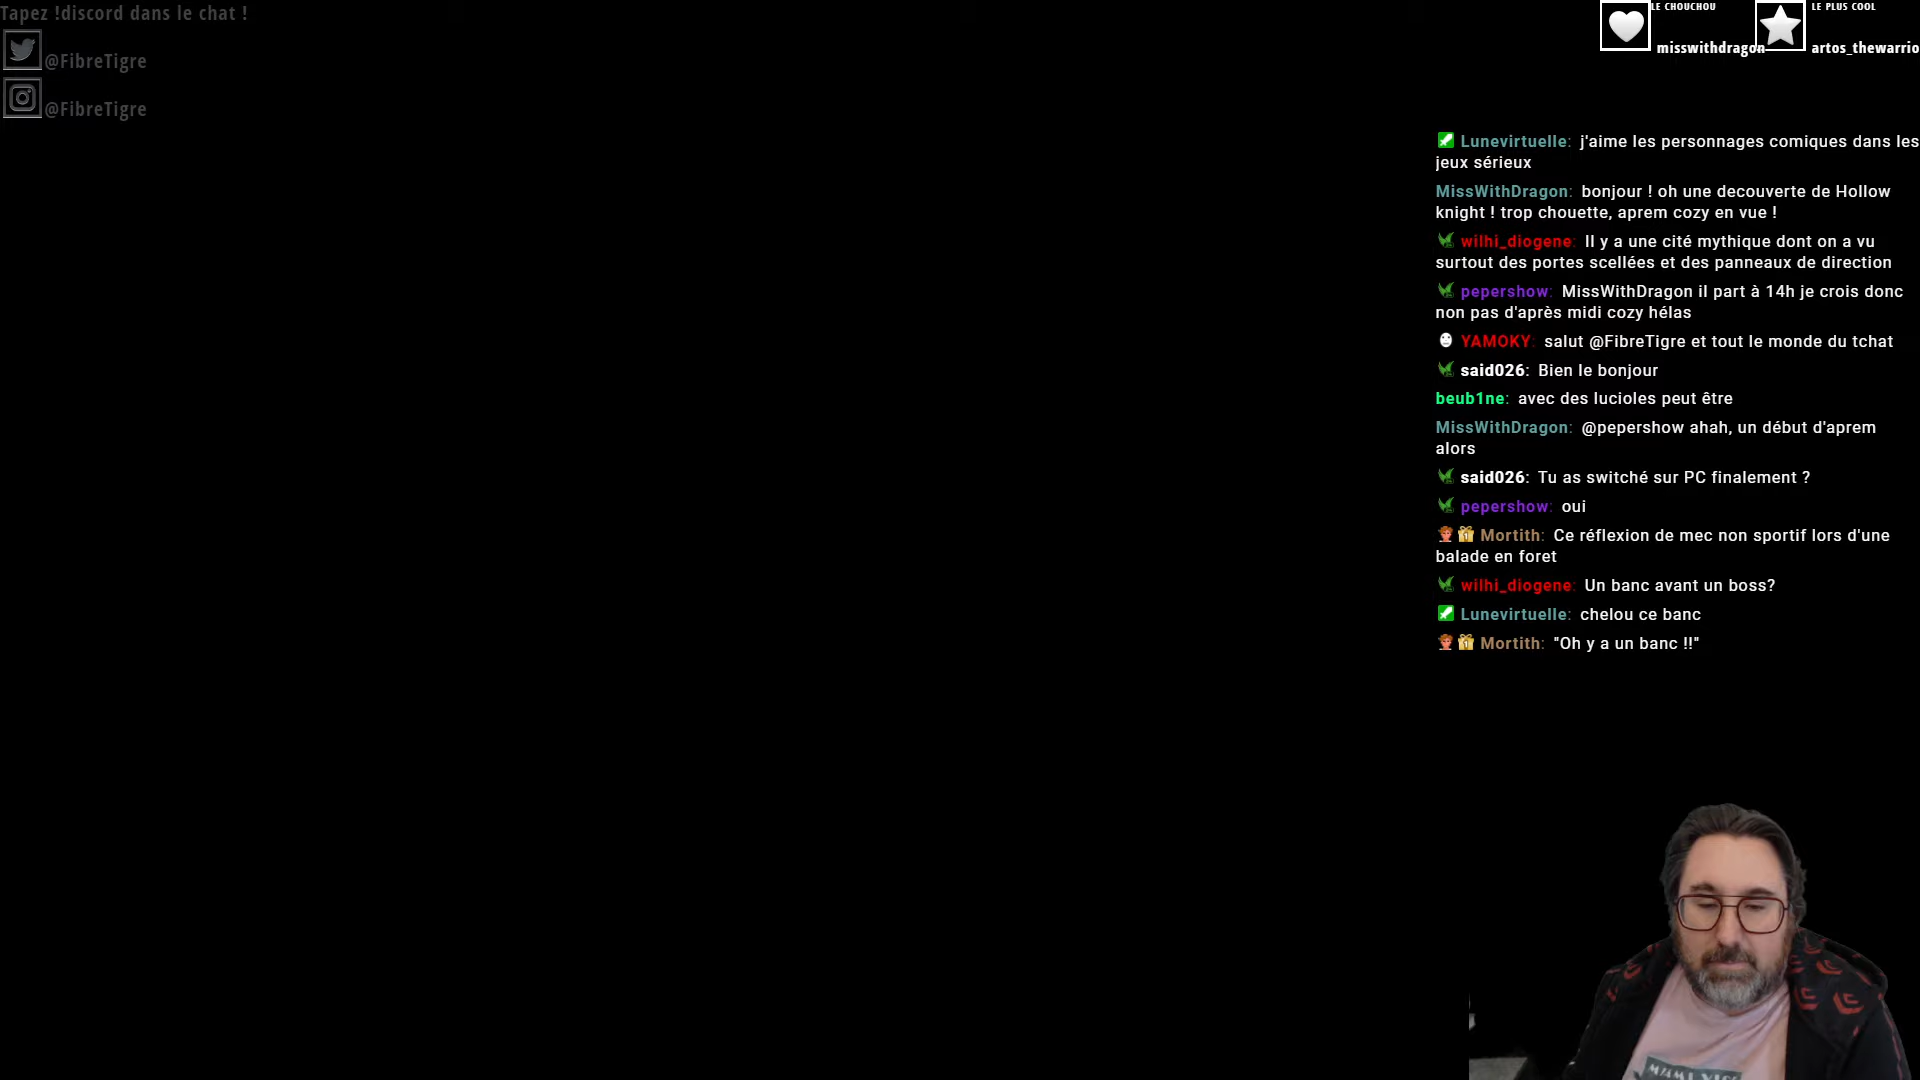 Tapez !discord dans le chat !
@FibreTigre
@FibreTigre
LE CHOUCHOU
misswithdragon
LE PLUS COOL
artos_thewarrio
Lunevirtuelle: j'aime les personnages comiques dans les
jeux sérieux
MissWithDragon: bonjour ! oh une decouverte de Hollow
knight ! trop chouette, aprem cozy en vue !
wilhi_diogene: Il y a une cité mythique dont on a vu
surtout des portes scellées et des panneaux de direction
pepershow: MissWithDragon il part à 14h je crois donc
non pas d'après midi cozy hélas
YAMOKY: salut @FibreTigre et tout le monde du tchat
said026: Bien le bonjour
beub1ne: avec des lucioles peut être
MissWithDragon: @pepershow ahah, un début d'aprem
alors
said026: Tu as switché sur PC finalement ?
pepershow: oui
Mortith: Ce réflexion de mec non sportif lors d'une
balade en foret
wilhi_diogene: Un banc avant un boss?
Lunevirtuelle: chelou ce banc
Mortith: "Oh y a un banc !!"